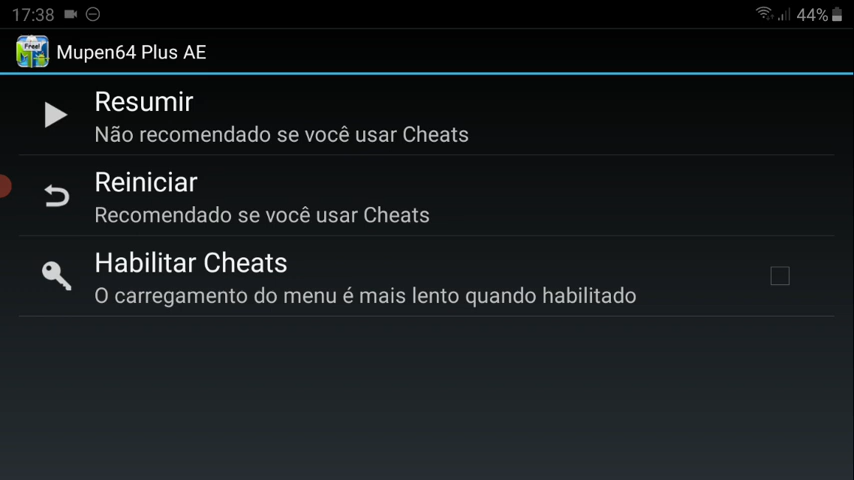 17:38 44%
Free!
Mupen64 Plus AE
Resumir
Não recomendado se você usar Cheats
Reiniciar
Recomendado se você usar Cheats
Habilitar Cheats
O carregamento do menu é mais lento quando habilitado